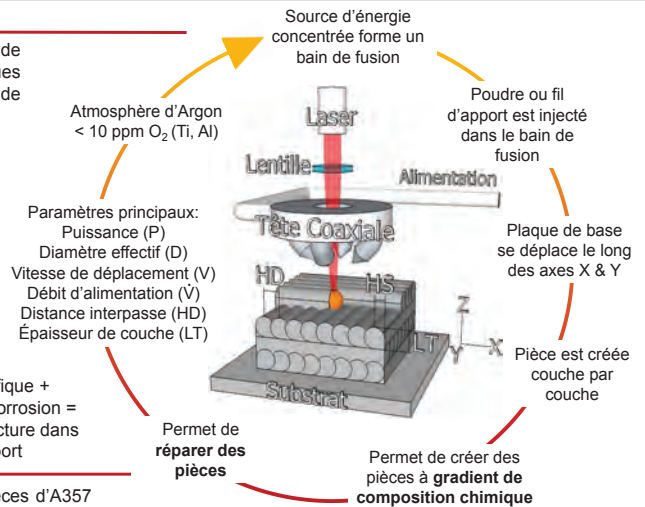 Source d'énergie
concentrée forme un
bain de fusion
Poudre ou fil
d'apport est injecté
dans le bain de
fusion
Plaque de base
se déplace le long
des axes X & Y
Pièce est créée
couche par
couche
Permet de créer des
pièces à gradient de
composition chimique
Permet de
réparer des
pièces
Paramètres principaux:
Puissance (P)
Diamètre effectif (D)
Vitesse de déplacement (V)
Débit d'alimentation (V̇)
Distance interpasse (HD)
Épaisseur de couche (LT)
Atmosphère d'Argon
< 10 ppm O₂ (Ti, Al)
Laser
Lentille
Alimentation
Tête Coaxiale
HD
HS
LT
Substrat
Z
Y
X
de
ues
de
fique +
orrosion =
cture dans
port
èces d'A357